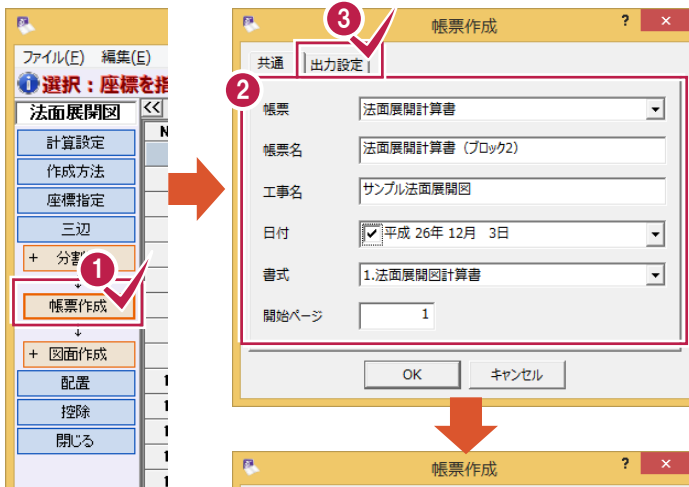 ファイル(F) 編集(E)
選択:座標を指
法面展開図
<<
計算設定
作成方法
座標指定
三辺
+ 分割
1
↓
帳票作成
↓
+ 図面作成
配置
控除
閉じる
帳票作成
? ×
3
共通
出力設定
2
帳票
法面展開計算書
帳票名
法面展開計算書 (ブロック2)
工事名
サンプル法面展開図
日付
平成 26年 12月 3日
書式
1.法面展開図計算書
開始ページ
1
OK
キャンセル
帳票作成
? ×